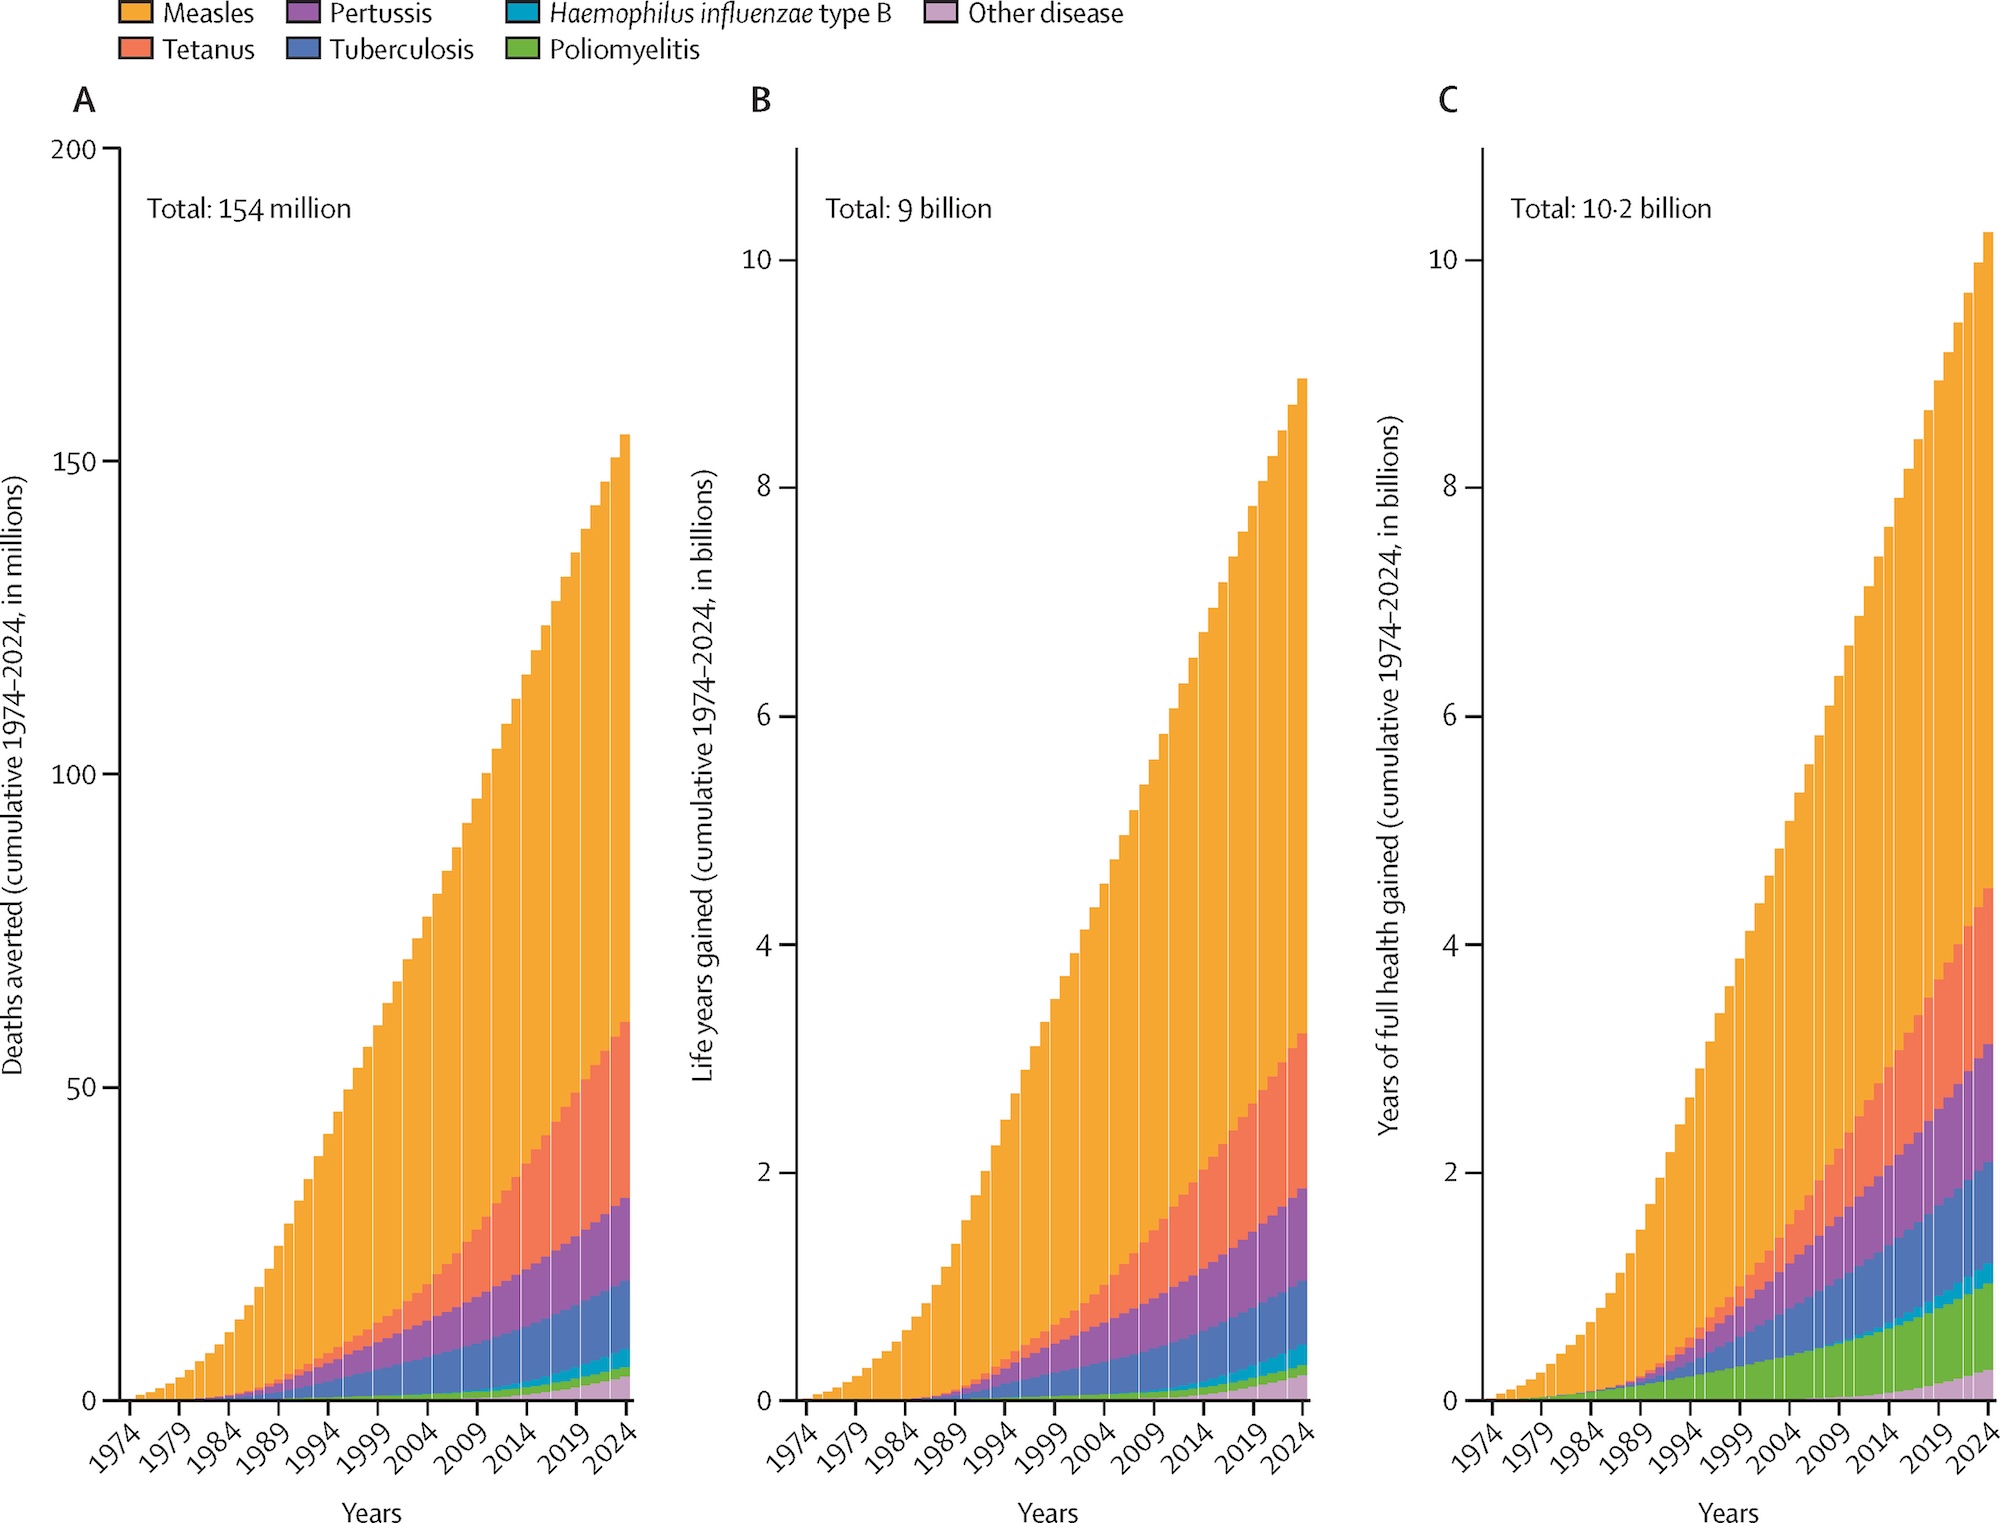 Measles Pertussis Haemophilus influenzae type B Other disease
Tetanus Tuberculosis Poliomyelitis
A
Deaths averted (cumulative 1974–2024, in millions)
200
150
100
50
0
Total: 154 million
1974 1979 1984 1989 1994 1999 2004 2009 2014 2019 2024
Years
B
Life years gained (cumulative 1974–2024, in billions)
10
8
6
4
2
0
Total: 9 billion
1974 1979 1984 1989 1994 1999 2004 2009 2014 2019 2024
Years
C
Years of full health gained (cumulative 1974–2024, in billions)
10
8
6
4
2
0
Total: 10·2 billion
1974 1979 1984 1989 1994 1999 2004 2009 2014 2019 2024
Years